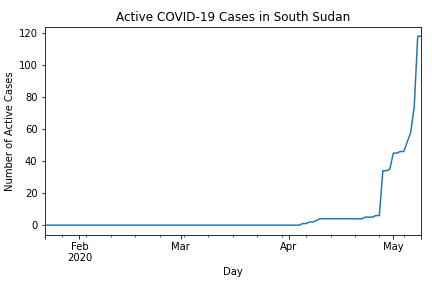 Active COVID-19 Cases in South Sudan
Number of Active Cases
120
100
80
60
40
20
0
Feb
2020
Mar
Apr
May
Day